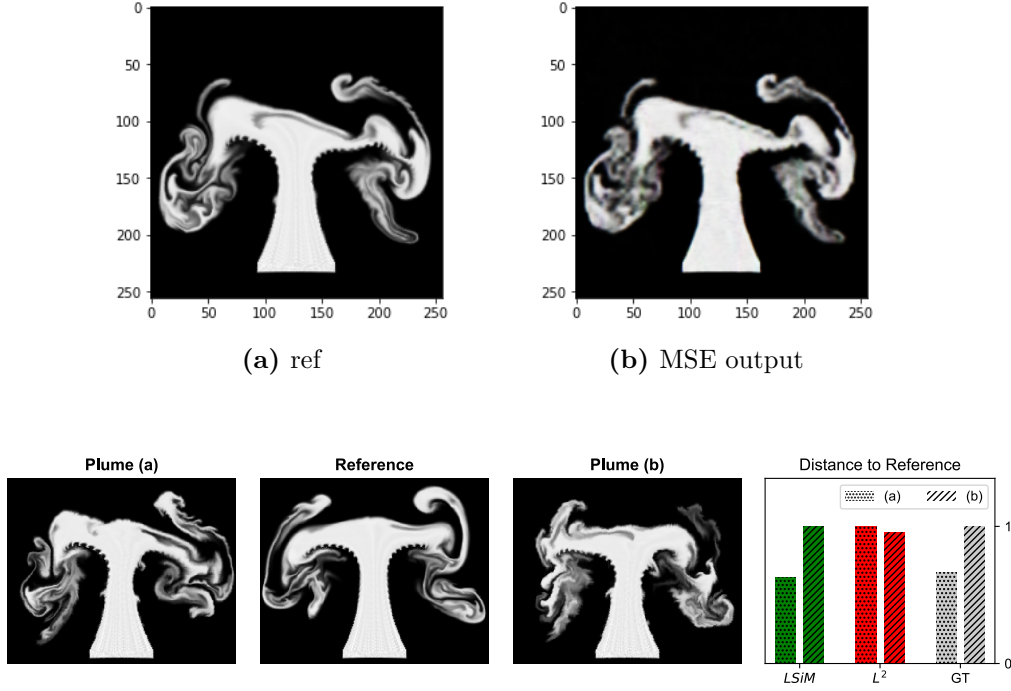 0
50
100
150
200
250
0 50 100 150 200 250
(a) ref
0
50
100
150
200
250
0 50 100 150 200 250
(b) MSE output
Plume (a)
Reference
Plume (b)
Distance to Reference
(a) (b)
1
0
LSiM L² GT